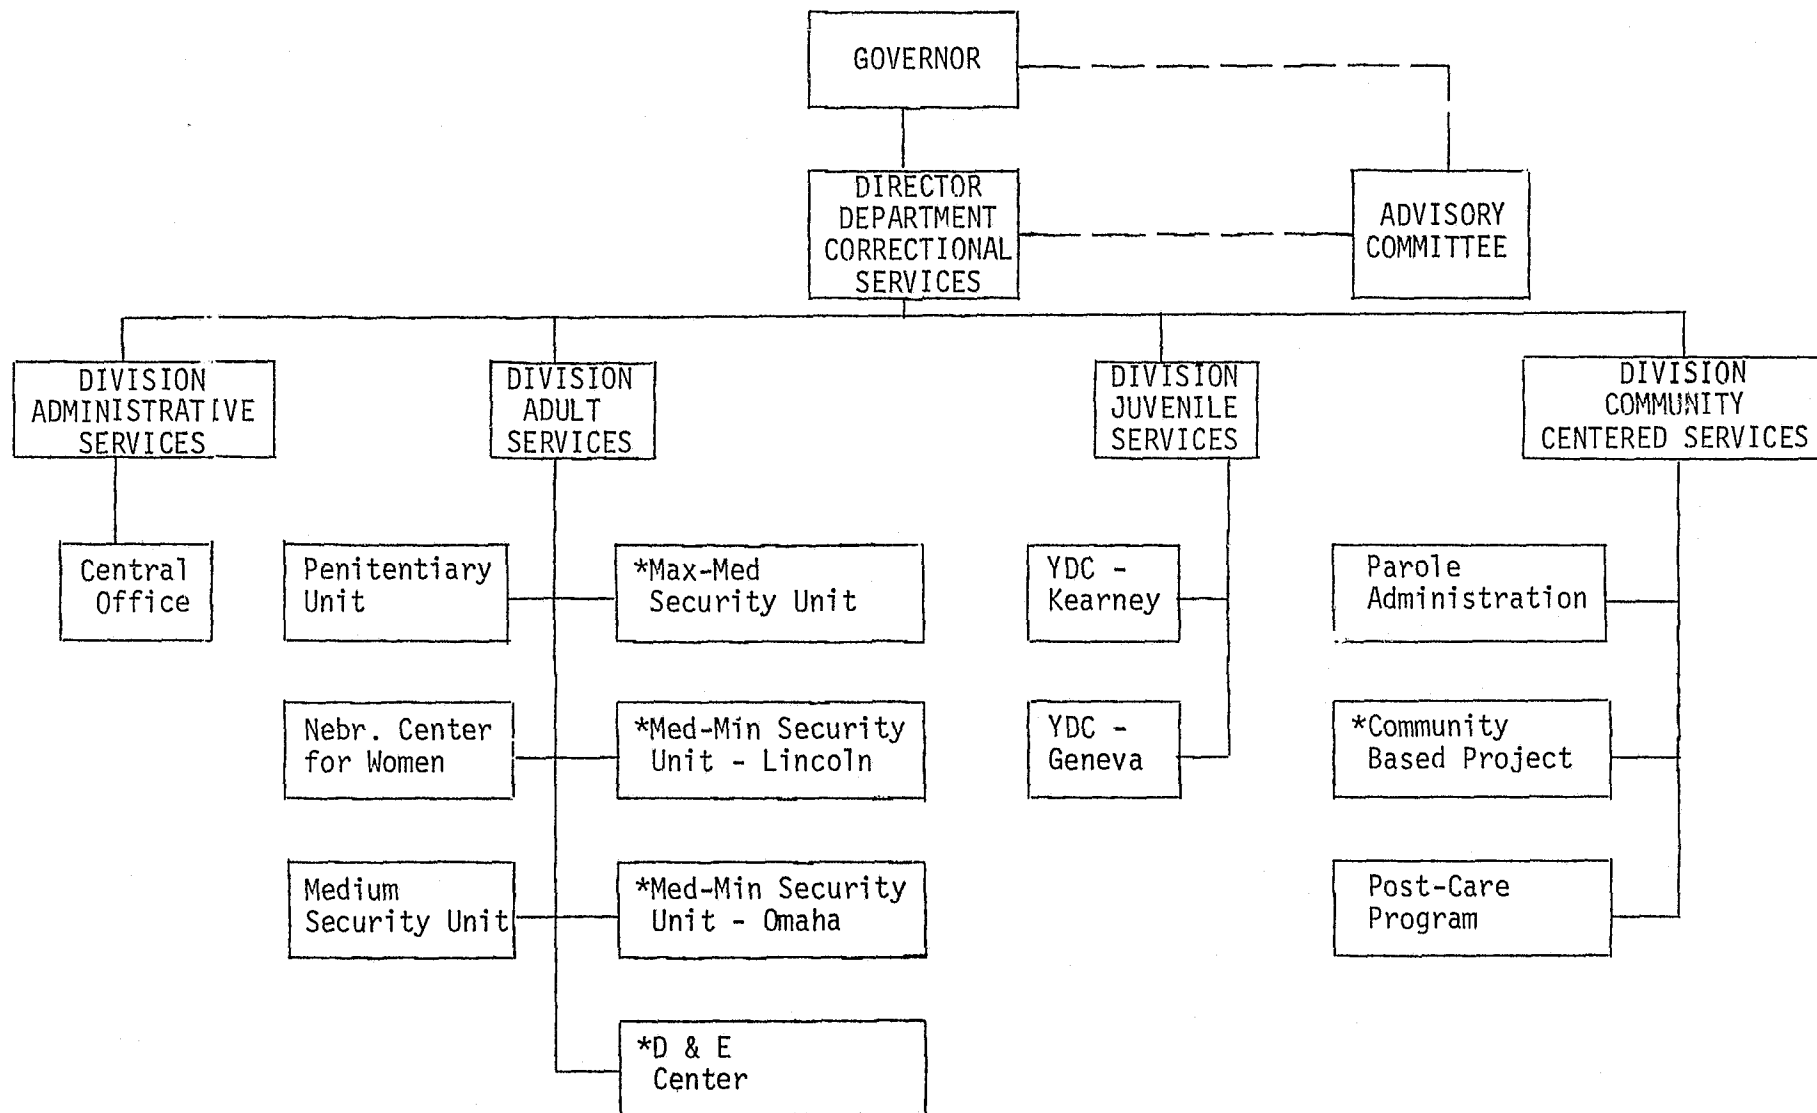 GOVERNOR
DIRECTOR
DEPARTMENT
CORRECTIONAL
SERVICES
ADVISORY
COMMITTEE
DIVISION
ADMINISTRATIVE
SERVICES
DIVISION
ADULT
SERVICES
DIVISION
JUVENILE
SERVICES
DIVISION
COMMUNITY
CENTERED SERVICES
Central
Office
Penitentiary
Unit
*Max-Med
Security Unit
YDC -
Kearney
Parole
Administration
Nebr. Center
for Women
*Med-Min Security
Unit - Lincoln
YDC -
Geneva
*Community
Based Project
Medium
Security Unit
*Med-Min Security
Unit - Omaha
Post-Care
Program
*D & E
Center